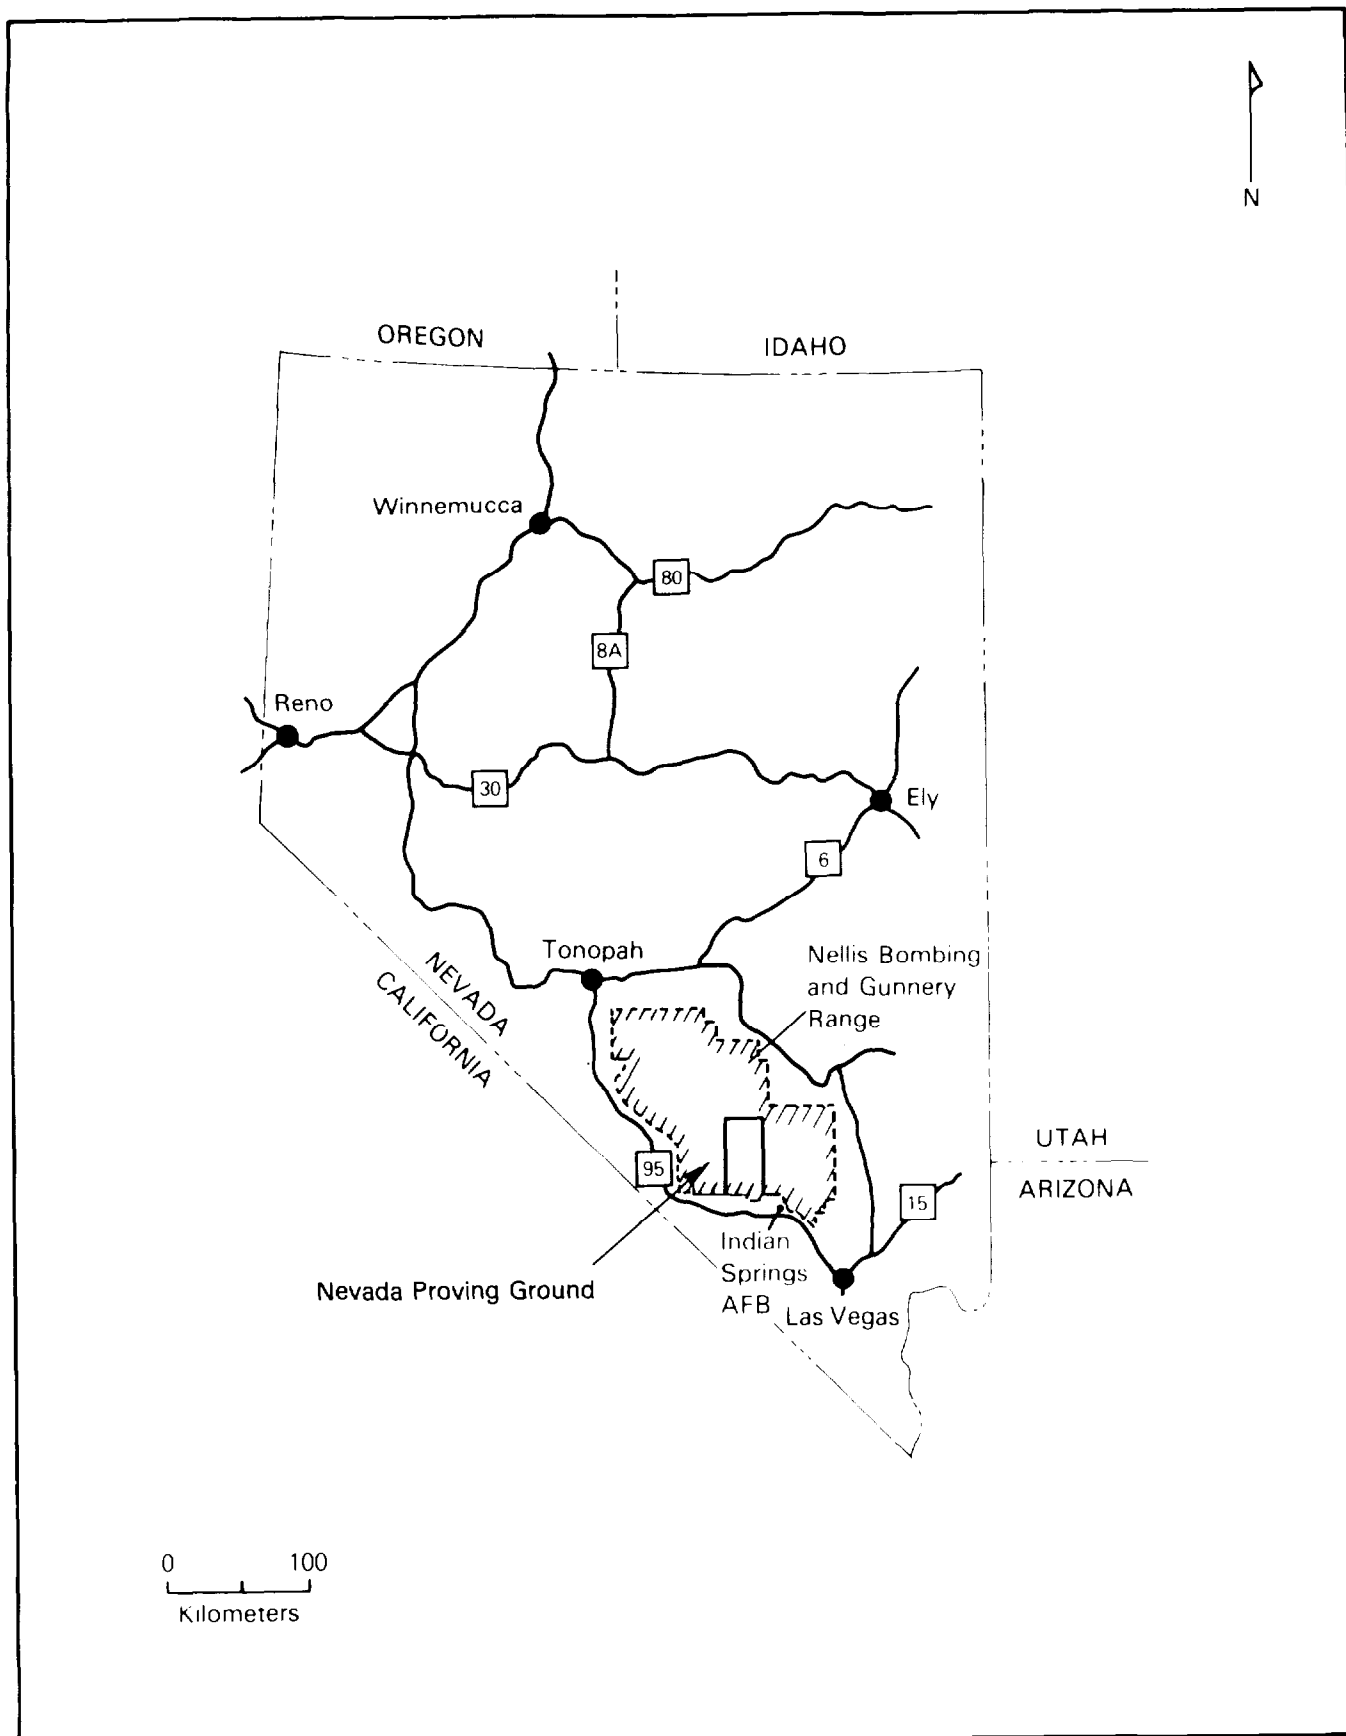 N
OREGON
IDAHO
Winnemucca
80
8A
Reno
30
Ely
6
Tonopah
NEVADA
CALIFORNIA
Nellis Bombing
and Gunnery
Range
95
UTAH
ARIZONA
15
Indian
Springs
AFB
Nevada Proving Ground
Las Vegas
0 100
Kilometers